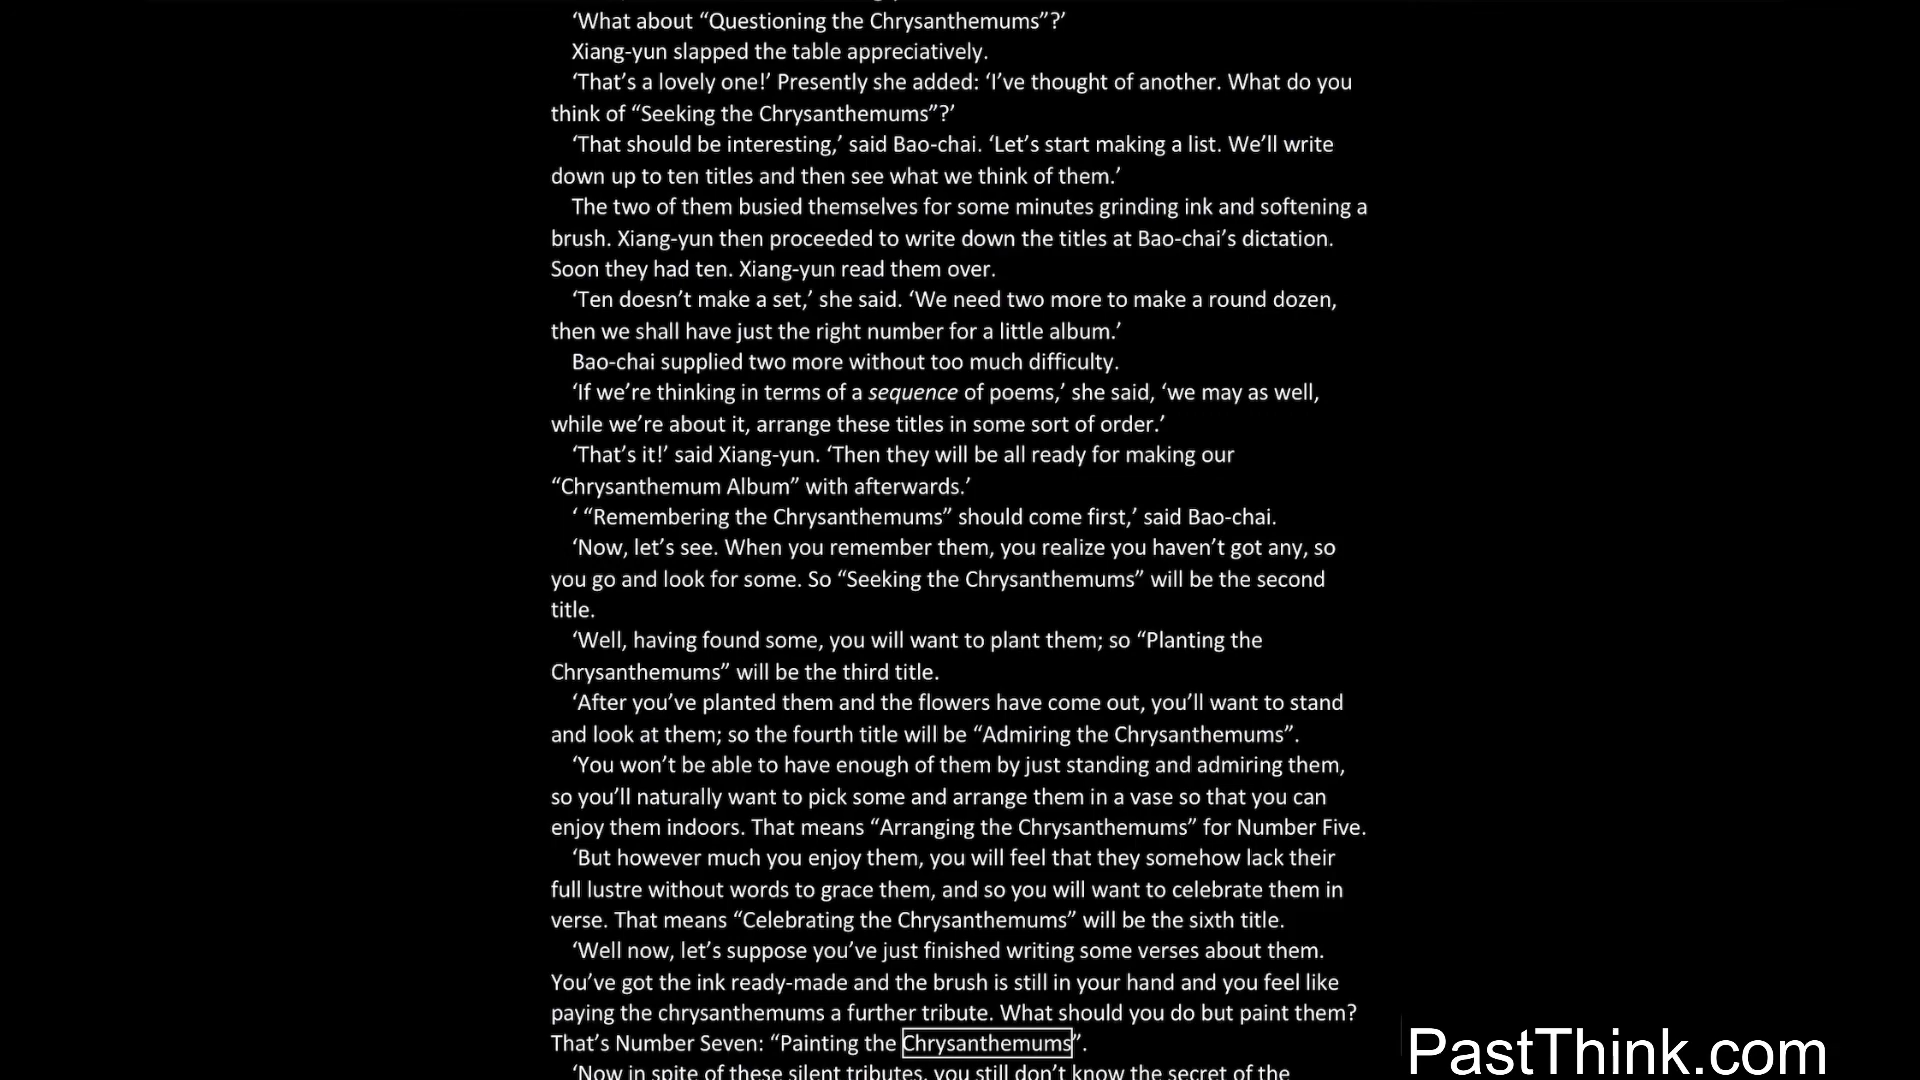 ‘What about “Questioning the Chrysanthemums”?’
Xiang-yun slapped the table appreciatively.
‘That’s a lovely one!’ Presently she added: ‘I’ve thought of another. What do you
think of “Seeking the Chrysanthemums”?’
‘That should be interesting,’ said Bao-chai. ‘Let’s start making a list. We’ll write
down up to ten titles and then see what we think of them.’
The two of them busied themselves for some minutes grinding ink and softening a
brush. Xiang-yun then proceeded to write down the titles at Bao-chai’s dictation.
Soon they had ten. Xiang-yun read them over.
‘Ten doesn’t make a set,’ she said. ‘We need two more to make a round dozen,
then we shall have just the right number for a little album.’
Bao-chai supplied two more without too much difficulty.
‘If we’re thinking in terms of a sequence of poems,’ she said, ‘we may as well,
while we’re about it, arrange these titles in some sort of order.’
‘That’s it!’ said Xiang-yun. ‘Then they will be all ready for making our
“Chrysanthemum Album” with afterwards.’
‘ “Remembering the Chrysanthemums” should come first,’ said Bao-chai.
‘Now, let’s see. When you remember them, you realize you haven’t got any, so
you go and look for some. So “Seeking the Chrysanthemums” will be the second
title.
‘Well, having found some, you will want to plant them; so “Planting the
Chrysanthemums” will be the third title.
‘After you’ve planted them and the flowers have come out, you’ll want to stand
and look at them; so the fourth title will be “Admiring the Chrysanthemums”.
‘You won’t be able to have enough of them by just standing and admiring them,
so you’ll naturally want to pick some and arrange them in a vase so that you can
enjoy them indoors. That means “Arranging the Chrysanthemums” for Number Five.
‘But however much you enjoy them, you will feel that they somehow lack their
full lustre without words to grace them, and so you will want to celebrate them in
verse. That means “Celebrating the Chrysanthemums” will be the sixth title.
‘Well now, let’s suppose you’ve just finished writing some verses about them.
You’ve got the ink ready-made and the brush is still in your hand and you feel like
paying the chrysanthemums a further tribute. What should you do but paint them?
That’s Number Seven: “Painting the Chrysanthemums”.
‘Now in spite of these silent tributes, you still don’t know the secret of the
PastThink.com